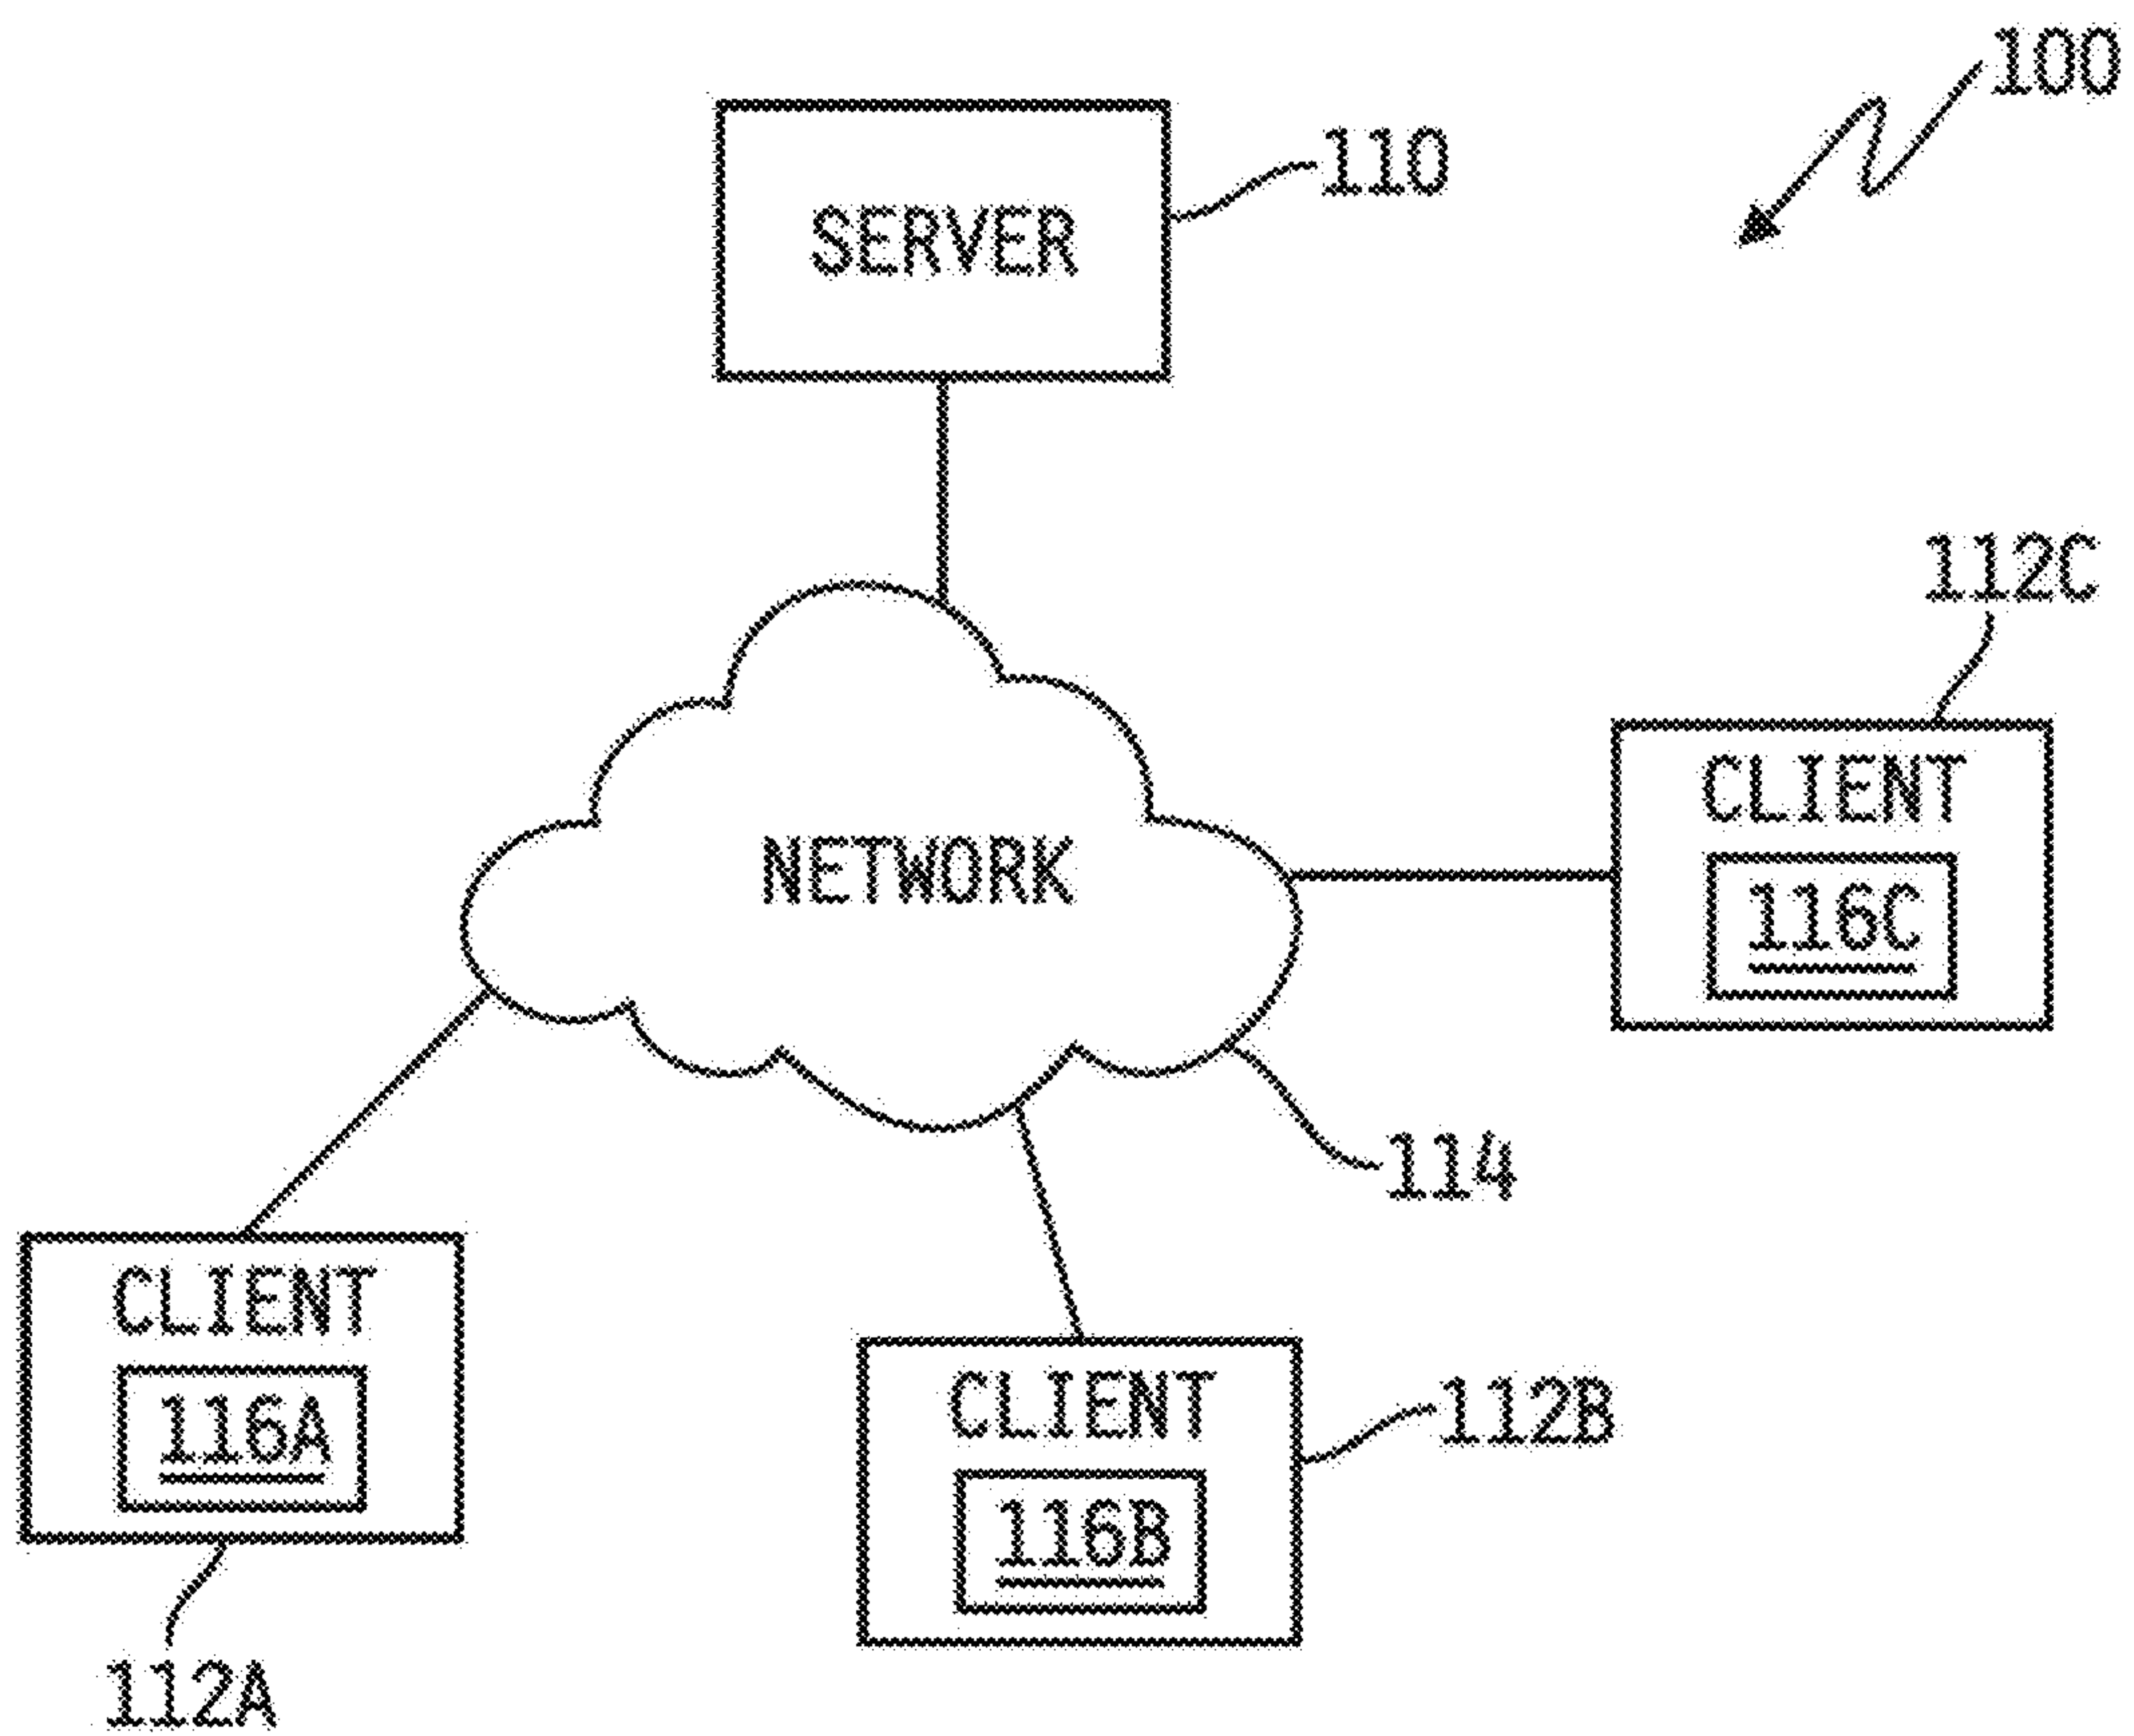 100
110
SERVER
112C
CLIENT
NETWORK
116C
114
CLIENT
116A
CLIENT
112B
116B
112A